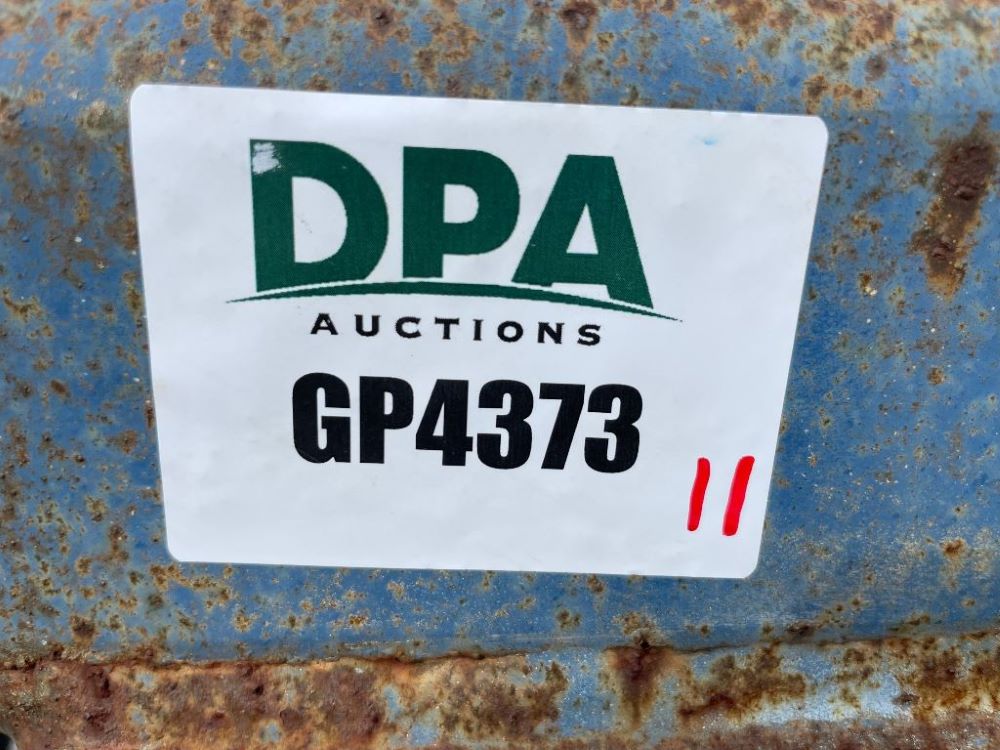 DPA
AUCTIONS
GP4373
11